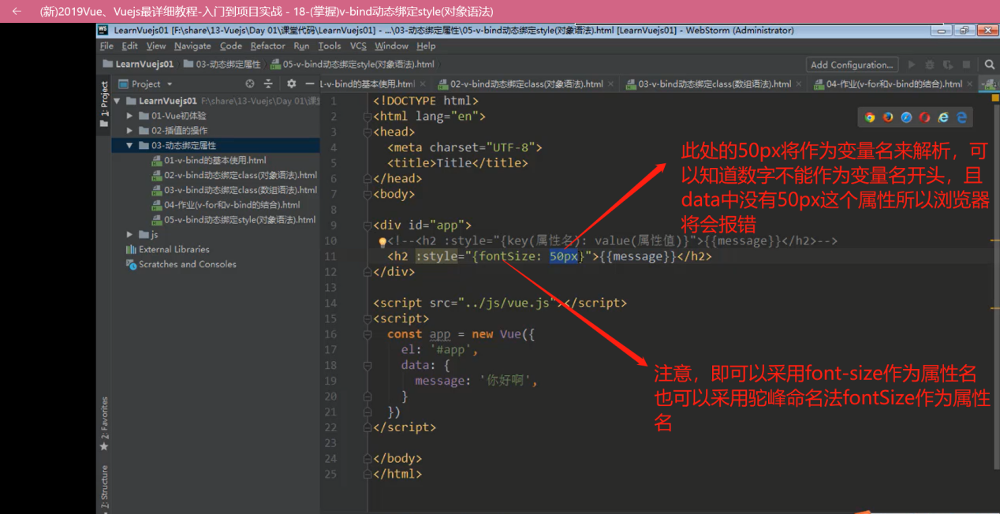 (新)2019Vue、Vuejs最详细教程-入门到项目实战 - 18-(掌握)v-bind动态绑定style(对象语法)
LearnVuejs01 [F:\share\13-Vuejs\Day 01\课堂代码\LearnVuejs01] - ...\03-动态绑定属性\05-v-bind动态绑定style(对象语法).html [LearnVuejs01] - WebStorm (Administrator)
File Edit View Navigate Code Refactor Run Tools VCS Window Help
LearnVuejs01 03-动态绑定属性 05-v-bind动态绑定style(对象语法).html Add Configuration...
Project
-v-bind的基本使用.html 02-v-bind动态绑定class(对象语法).html 03-v-bind动态绑定class(数组语法).html 04-作业(v-for和v-bind的结合).html
1: Project
LearnVuejs01 F:\share\13-Vuejs\Day 01\课
01-Vue初体验
02-插值的操作
03-动态绑定属性
01-v-bind的基本使用.html
02-v-bind动态绑定class(对象语法).html
03-v-bind动态绑定class(数组语法).html
04-作业(v-for和v-bind的结合).html
05-v-bind动态绑定style(对象语法).html
js
External Libraries
Scratches and Consoles
2: Favorites
Z: Structure
1 <!DOCTYPE html>
2 <html lang="en">
3 <head>
4 <meta charset="UTF-8">
5 <title>Title</title>
6 </head>
7 <body>
8
9 <div id="app">
10 <!--<h2 :style="{key(属性名): value(属性值)}">{{message}}</h2>-->
11 <h2 :style="{fontSize: 50px}">{{message}}</h2>
12 </div>
13
14 <script src="../js/vue.js"></script>
15 <script>
16 const app = new Vue({
17 el: '#app',
18 data: {
19 message: '你好啊',
20 }
21 })
22 </script>
23
24 </body>
25 </html>
此处的50px将作为变量名来解析，可
以知道数字不能作为变量名开头，且
data中没有50px这个属性所以浏览器
将会报错
注意，即可以采用font-size作为属性名
也可以采用驼峰命名法fontSize作为属性
名